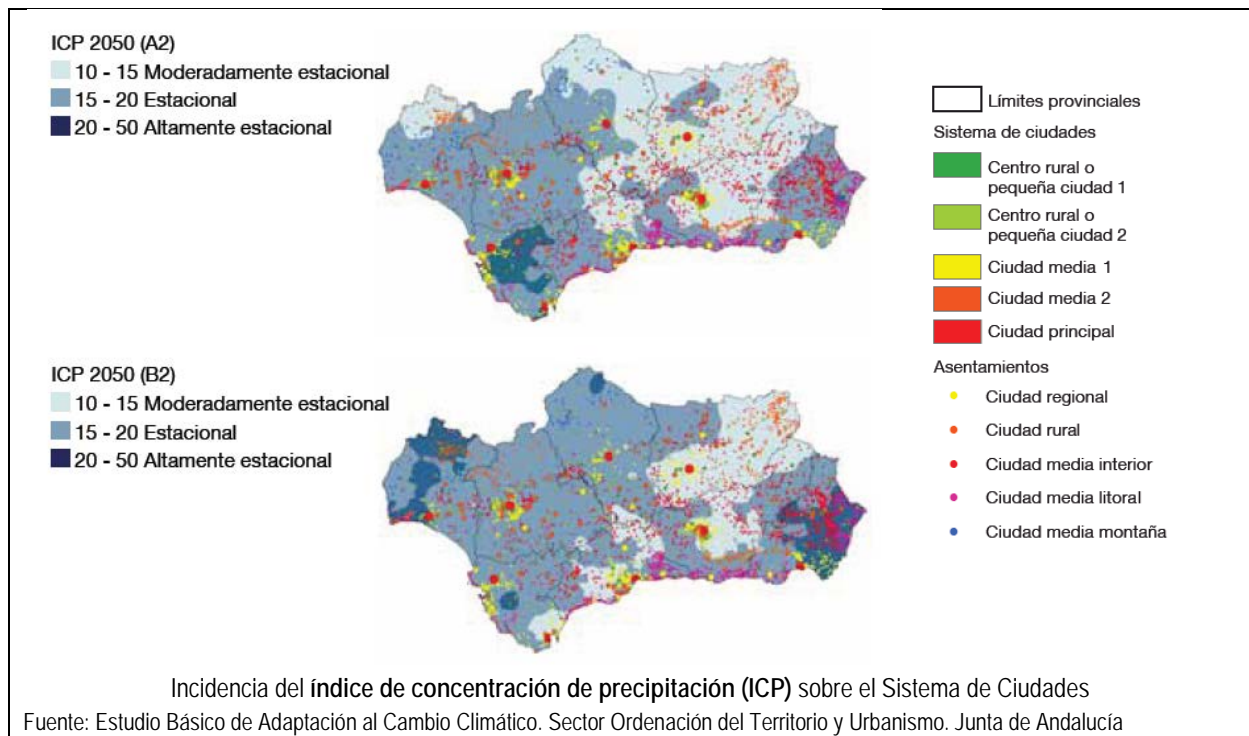 ICP 2050 (A2)
10 - 15 Moderadamente estacional
15 - 20 Estacional
20 - 50 Altamente estacional
ICP 2050 (B2)
10 - 15 Moderadamente estacional
15 - 20 Estacional
20 - 50 Altamente estacional
Límites provinciales
Sistema de ciudades
Centro rural o
pequeña ciudad 1
Centro rural o
pequeña ciudad 2
Ciudad media 1
Ciudad media 2
Ciudad principal
Asentamientos
Ciudad regional
Ciudad rural
Ciudad media interior
Ciudad media litoral
Ciudad media montaña
Incidencia del índice de concentración de precipitación (ICP) sobre el Sistema de Ciudades
Fuente: Estudio Básico de Adaptación al Cambio Climático. Sector Ordenación del Territorio y Urbanismo. Junta de Andalucía